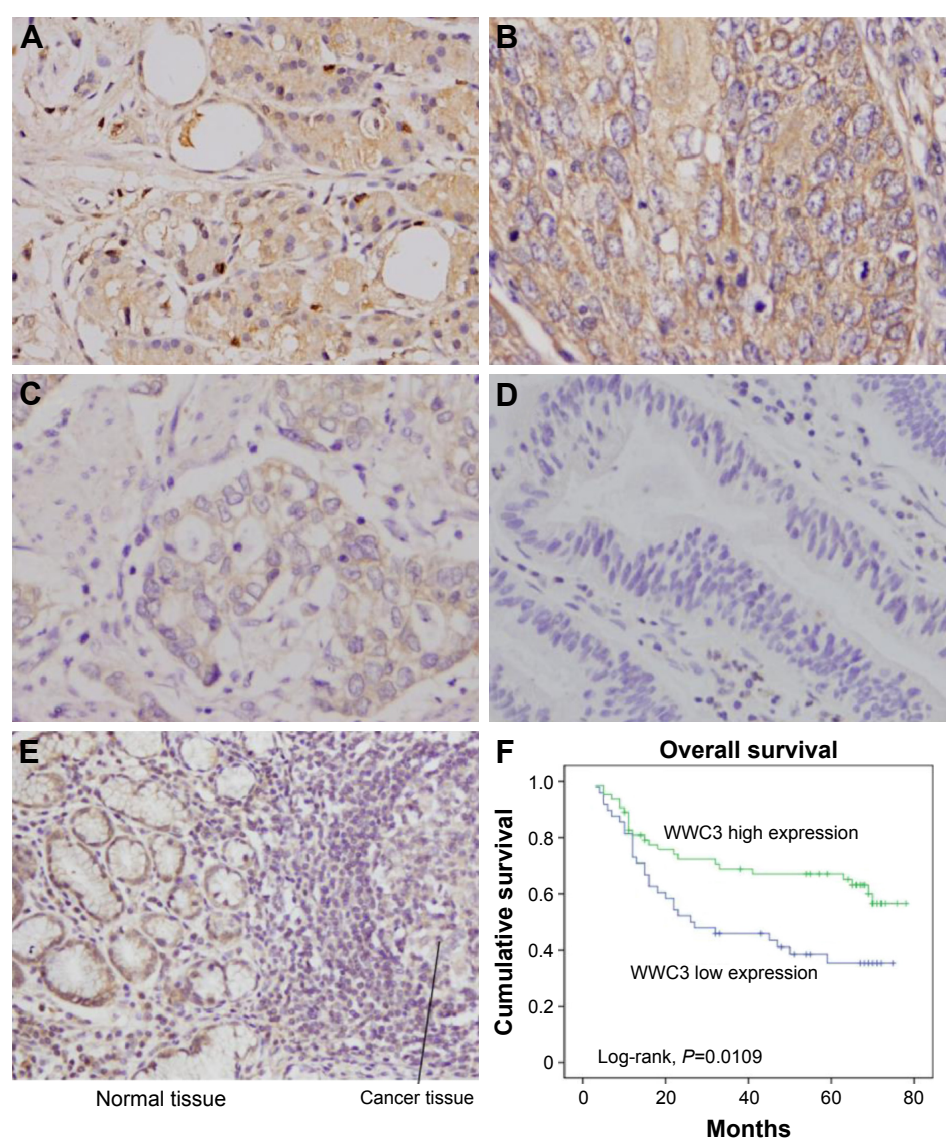 A
B
C
D
E
Normal tissue
Cancer tissue
F
Overall survival
Cumulative survival
1.0
0.8
0.6
0.4
0.2
0
WWC3 high expression
WWC3 low expression
Log-rank, P=0.0109
0 20 40 60 80
Months